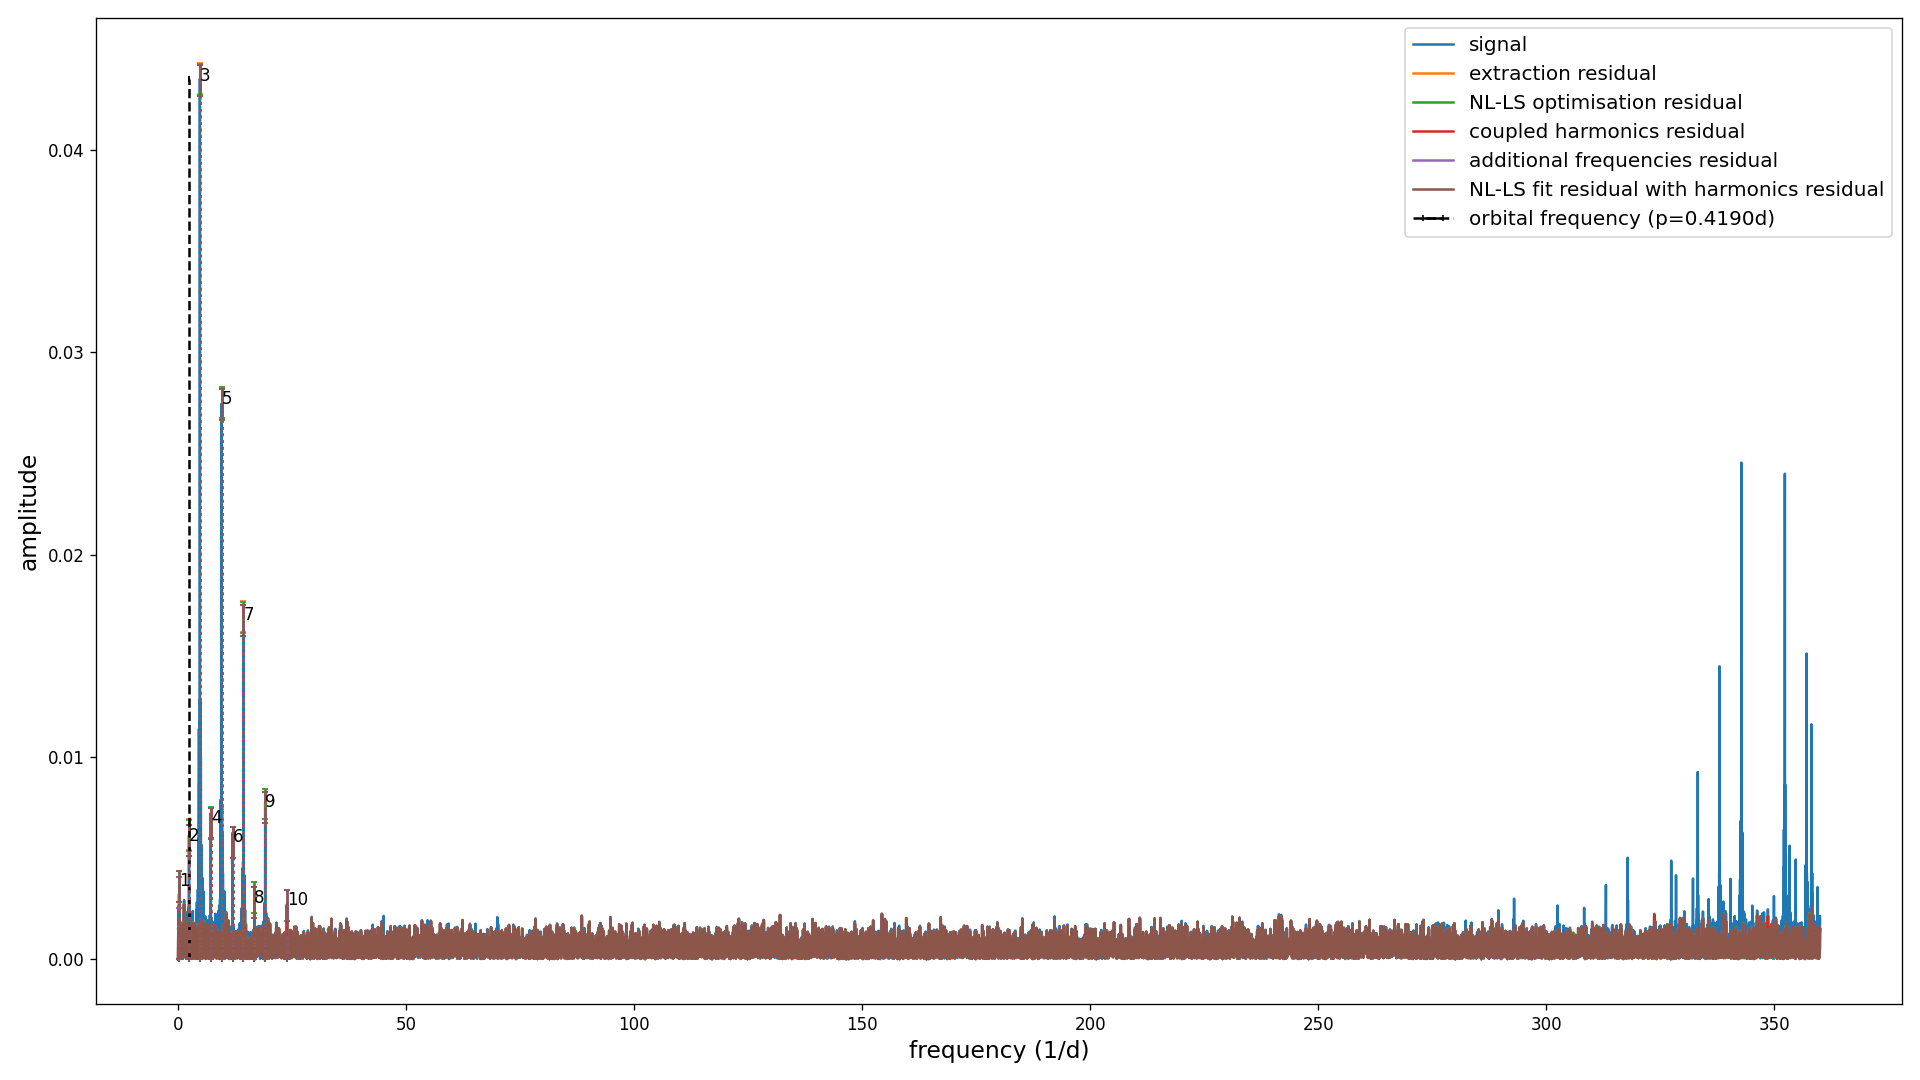 signal
extraction residual
NL-LS optimisation residual
coupled harmonics residual
additional frequencies residual
NL-LS fit residual with harmonics residual
orbital frequency (p=0.4190d)
amplitude
0.04
0.03
0.02
0.01
0.00
3
5
7
9
4
2
6
1
8
10
0
50
100
150
200
250
300
350
frequency (1/d)